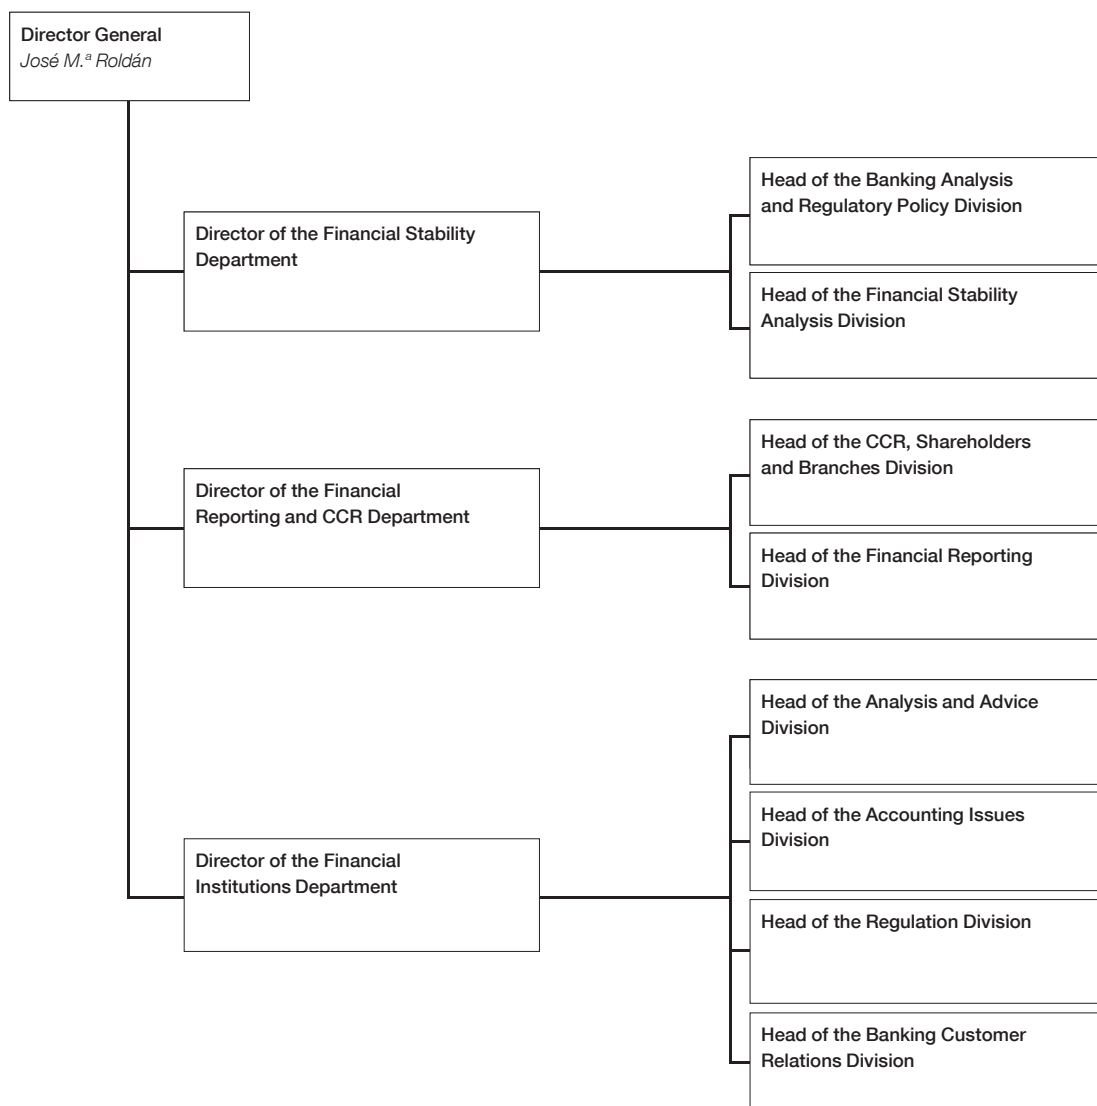 Director General
José M.ª Roldán
Director of the Financial Stability
Department
Head of the Banking Analysis
and Regulatory Policy Division
Head of the Financial Stability
Analysis Division
Director of the Financial
Reporting and CCR Department
Head of the CCR, Shareholders
and Branches Division
Head of the Financial Reporting
Division
Director of the Financial
Institutions Department
Head of the Analysis and Advice
Division
Head of the Accounting Issues
Division
Head of the Regulation Division
Head of the Banking Customer
Relations Division